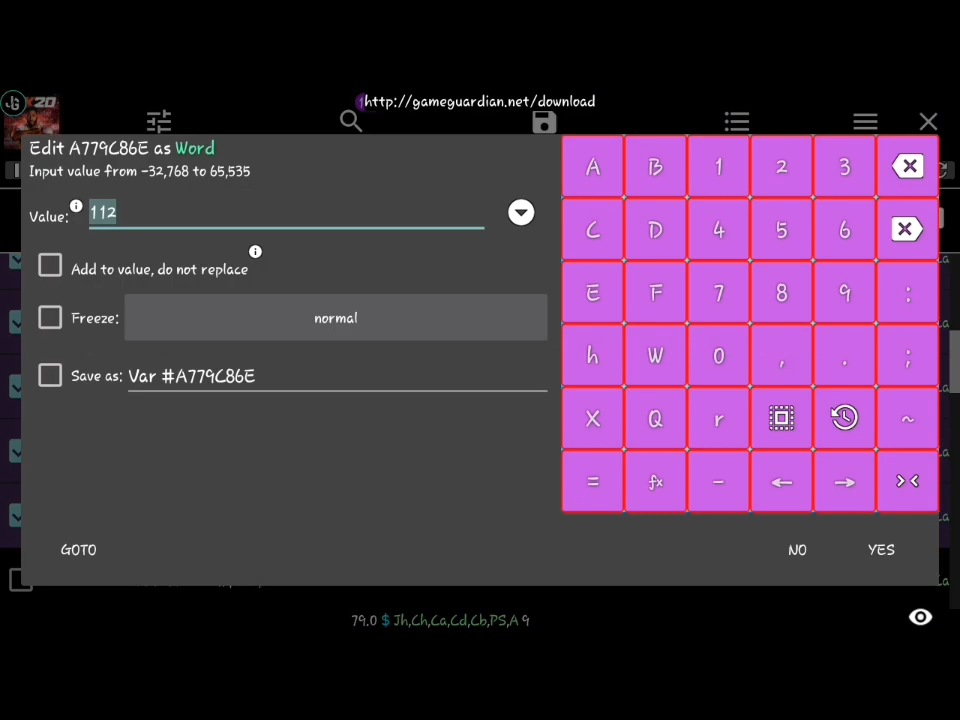 http://gameguardian.net/download
K20
Edit A779C86E as Word
Input value from -32,768 to 65,535
Value: 112
Add to value, do not replace
Freeze: normal
Save as: Var #A779C86E
A B 1 2 3
C D 4 5 6
E F 7 8 9 :
h W 0 , . ;
X Q r ~
= fx - ← → ><
GOTO NO YES
79.0 $ Jh,Ch,Ca,Cd,Cb,PS,A 9